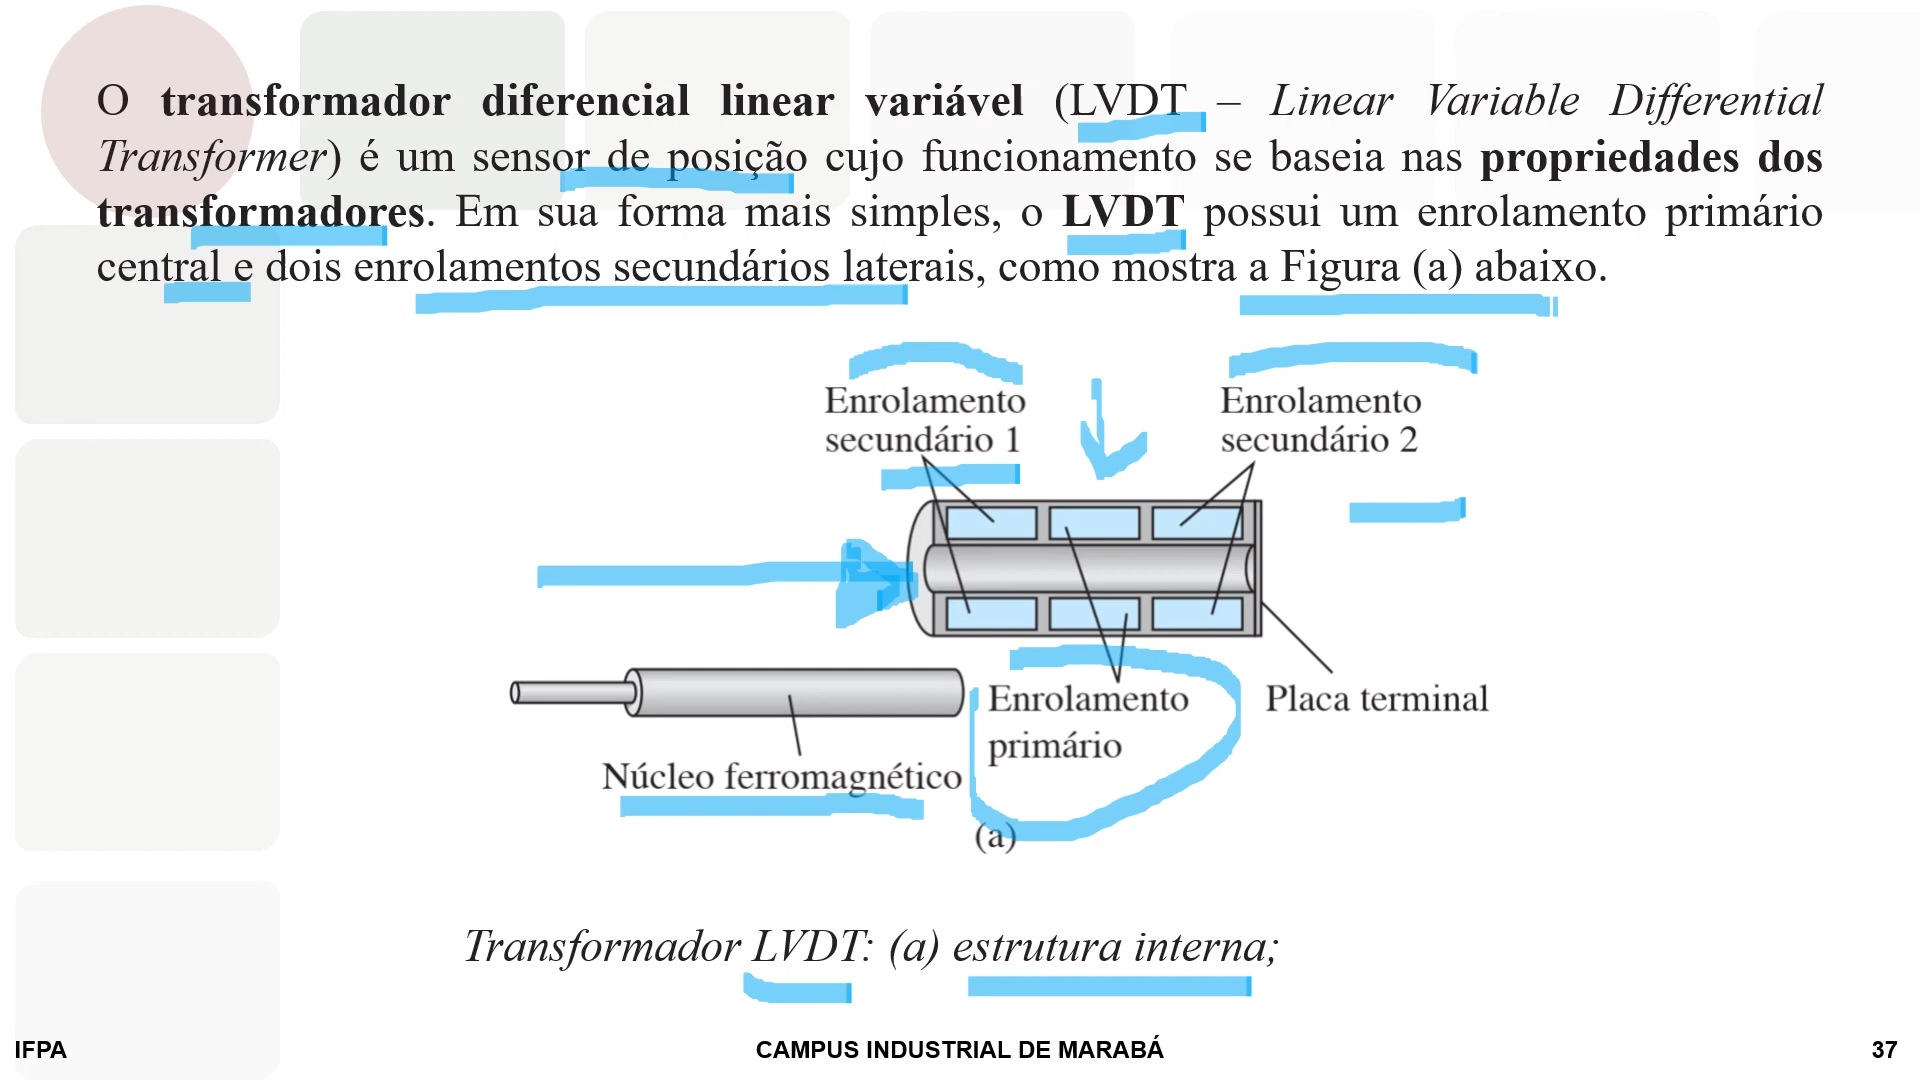 O transformador diferencial linear variável (LVDT – Linear Variable Differential
Transformer) é um sensor de posição cujo funcionamento se baseia nas propriedades dos
transformadores. Em sua forma mais simples, o LVDT possui um enrolamento primário
central e dois enrolamentos secundários laterais, como mostra a Figura (a) abaixo.
Enrolamento
secundário 1
Enrolamento
secundário 2
Enrolamento
primário
Placa terminal
Núcleo ferromagnético
(a)
Transformador LVDT: (a) estrutura interna;
IFPA
CAMPUS INDUSTRIAL DE MARABÁ
37